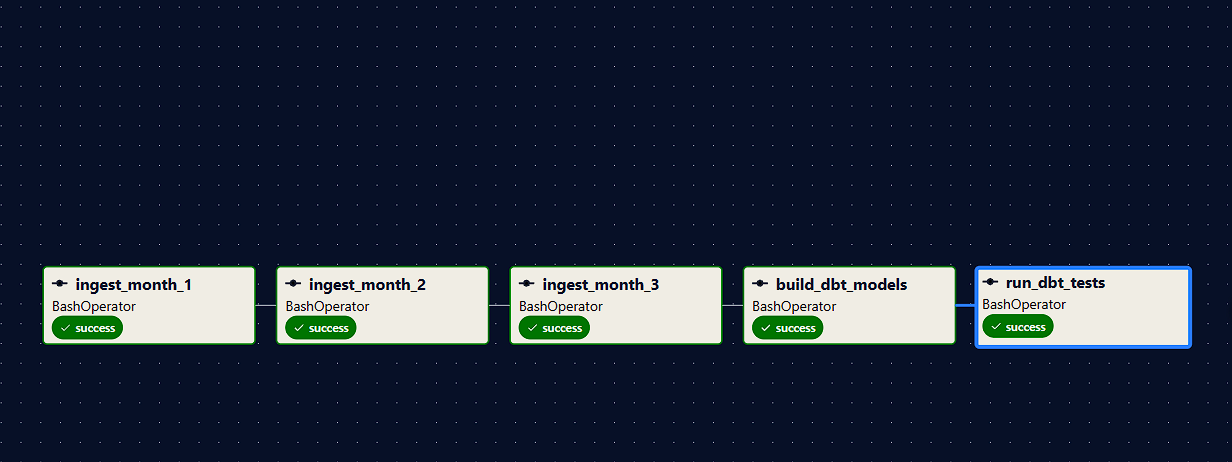 ingest_month_1
BashOperator
success
ingest_month_2
BashOperator
success
ingest_month_3
BashOperator
success
build_dbt_models
BashOperator
success
run_dbt_tests
BashOperator
success